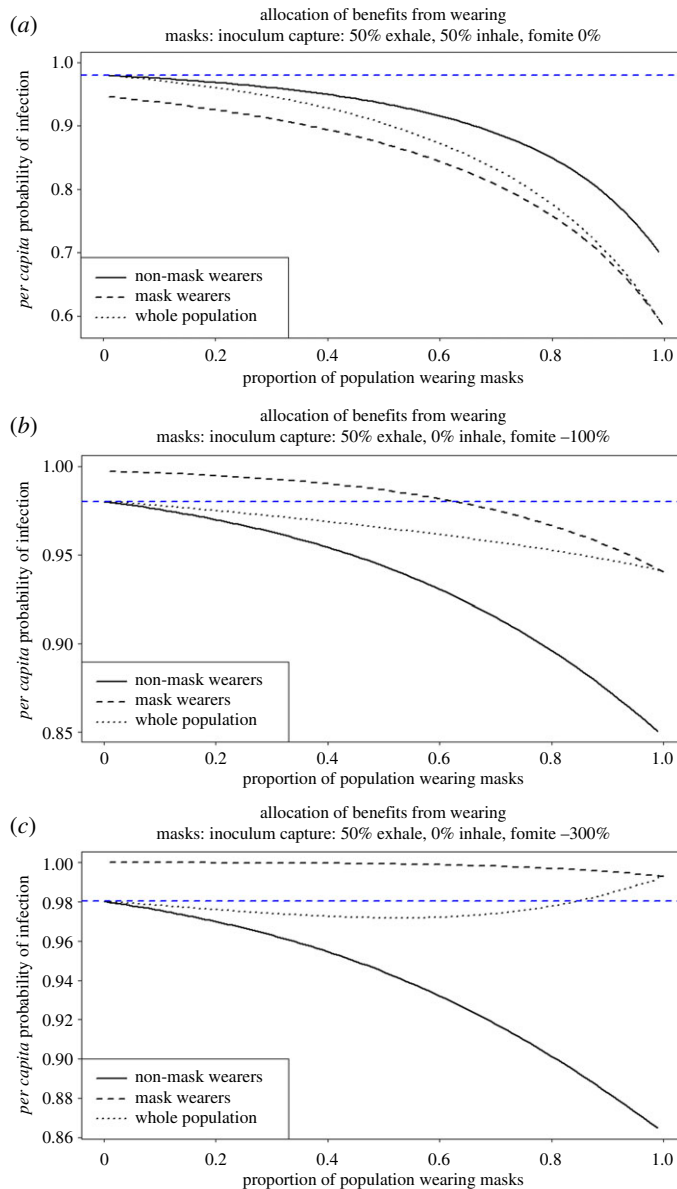 (a)
allocation of benefits from wearing
masks: inoculum capture: 50% exhale, 50% inhale, fomite 0%
per capita probability of infection
1.0
0.9
0.8
0.7
0.6
non-mask wearers
mask wearers
whole population
0 0.2 0.4 0.6 0.8 1.0
proportion of population wearing masks
(b)
allocation of benefits from wearing
masks: inoculum capture: 50% exhale, 0% inhale, fomite –100%
per capita probability of infection
1.00
0.95
0.90
0.85
non-mask wearers
mask wearers
whole population
0 0.2 0.4 0.6 0.8 1.0
proportion of population wearing masks
(c)
allocation of benefits from wearing
masks: inoculum capture: 50% exhale, 0% inhale, fomite –300%
per capita probability of infection
1.00
0.98
0.96
0.94
0.92
0.90
0.88
0.86
non-mask wearers
mask wearers
whole population
0 0.2 0.4 0.6 0.8 1.0
proportion of population wearing masks